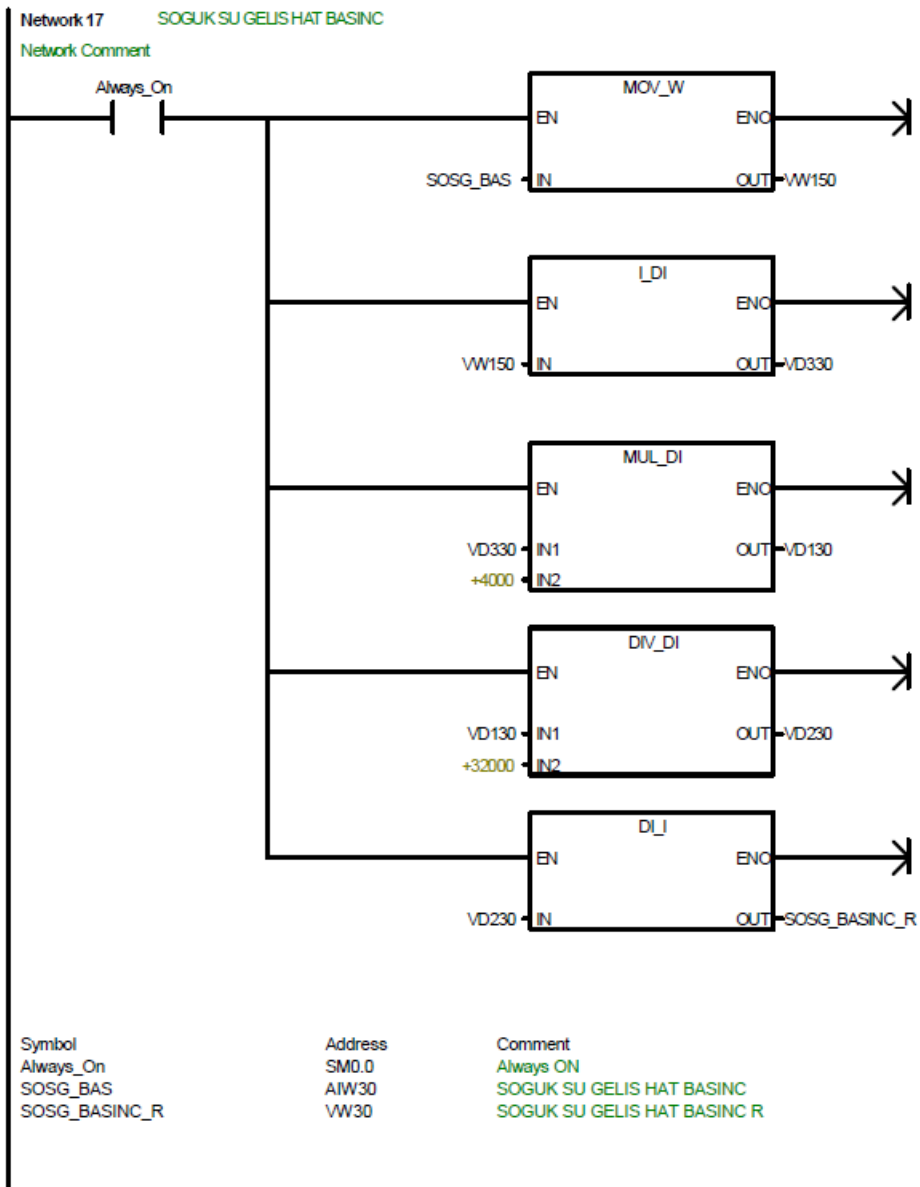 Network 17 SOGUK SU GELIS HAT BASINC
Network Comment
Always_On
MOV_W
EN ENO
SOSG_BAS IN OUT VW150
I_DI
EN ENO
VW150 IN OUT VD330
MUL_DI
EN ENO
VD330 IN1 OUT VD130
+4000 IN2
DIV_DI
EN ENO
VD130 IN1 OUT VD230
+32000 IN2
DI_I
EN ENO
VD230 IN OUT SOSG_BASINC_R
Symbol Address Comment
Always_On SM0.0 Always ON
SOSG_BAS AIW30 SOGUK SU GELIS HAT BASINC
SOSG_BASINC_R VW30 SOGUK SU GELIS HAT BASINC R